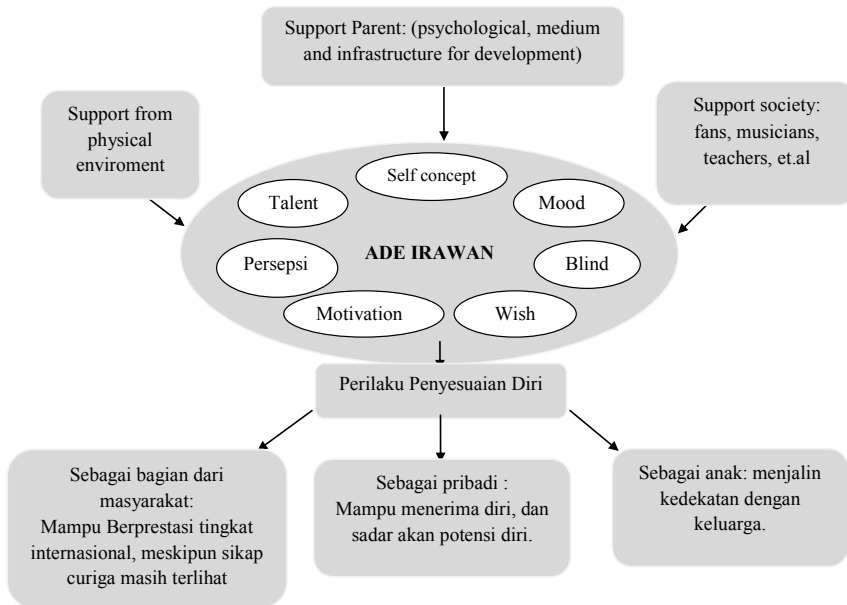 Support Parent: (psychological, medium
and infrastructure for development)
Support from
physical
enviroment
Support society:
fans, musicians,
teachers, et.al
Self concept
Talent
Mood
ADE IRAWAN
Persepsi
Blind
Motivation
Wish
Perilaku Penyesuaian Diri
Sebagai bagian dari
masyarakat:
Mampu Berprestasi tingkat
internasional, meskipun sikap
curiga masih terlihat
Sebagai pribadi :
Mampu menerima diri, dan
sadar akan potensi diri.
Sebagai anak: menjalin
kedekatan dengan
keluarga.